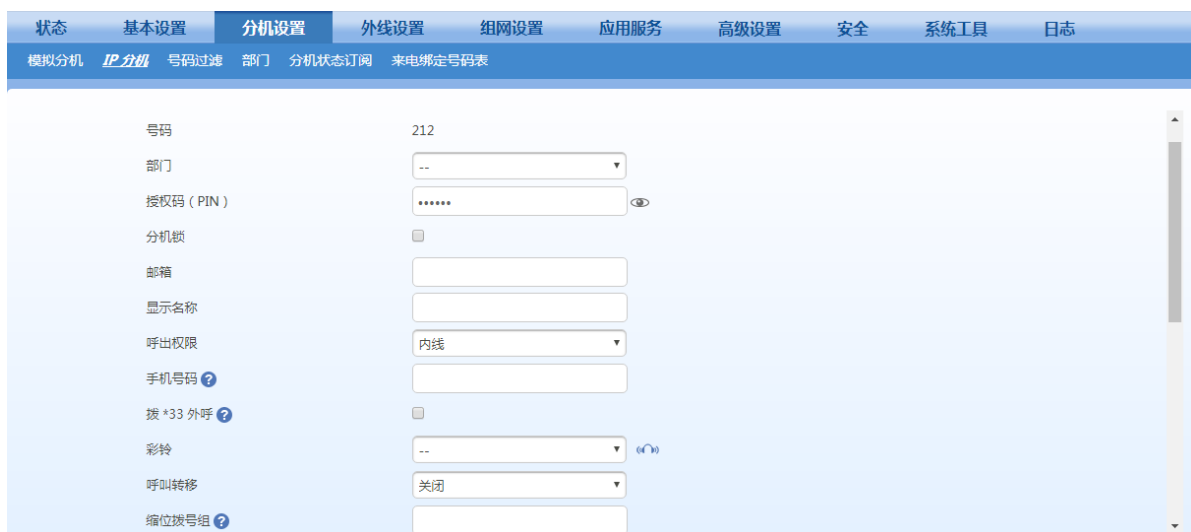 状态 基本设置 分机设置 外线设置 组网设置 应用服务 高级设置 安全 系统工具 日志
模拟分机 IP 分机 号码过滤 部门 分机状态订阅 来电绑定号码表
号码 212
部门 --
授权码（PIN） ••••••
分机锁
邮箱
显示名称
呼出权限 内线
手机号码 ?
拨 *33 外呼 ?
彩铃 --
呼叫转移 关闭
缩位拨号组 ?